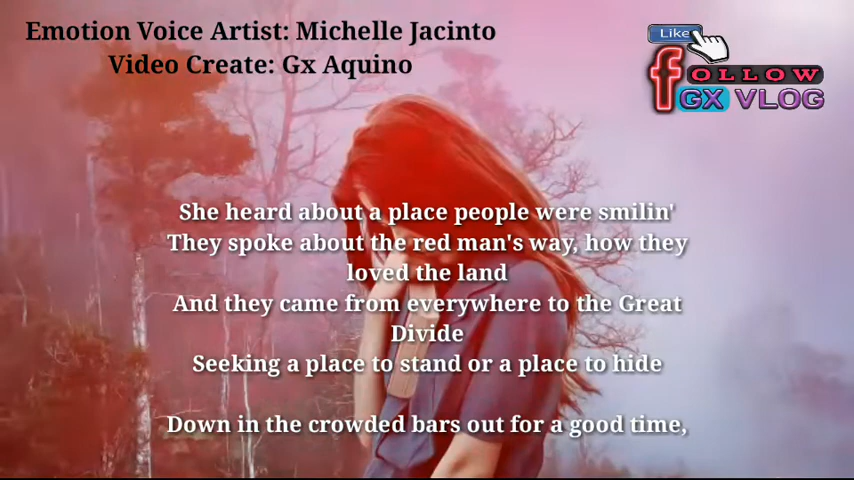 Emotion Voice Artist: Michelle Jacinto
Video Create: Gx Aquino
Like
fOLLOW
GX VLOG
She heard about a place people were smilin'
They spoke about the red man's way, how they
loved the land
And they came from everywhere to the Great
Divide
Seeking a place to stand or a place to hide
Down in the crowded bars out for a good time,